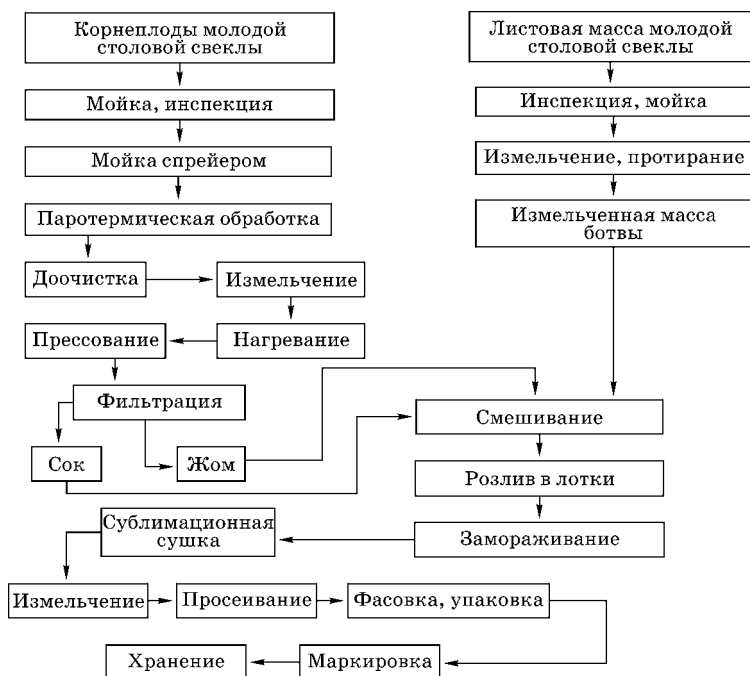 Корнеплоды молодой
столовой свеклы
Мойка, инспекция
Мойка спрейером
Паротермическая обработка
Доочистка
Измельчение
Прессование
Нагревание
Фильтрация
Сок
Жом
Листовая масса молодой
столовой свеклы
Инспекция, мойка
Измельчение, протирание
Измельченная масса
ботвы
Смешивание
Розлив в лотки
Замораживание
Сублимационная
сушка
Измельчение
Просеивание
Фасовка, упаковка
Маркировка
Хранение